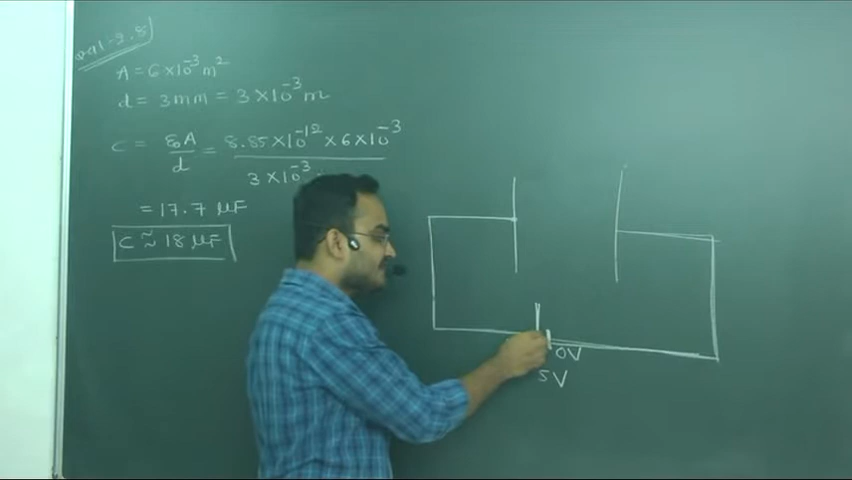 Qn:-2.8
A = 6×10⁻³ m²
d = 3mm = 3×10⁻³ m
C = ε₀A/d = 8.85×10⁻¹² × 6×10⁻³ / 3×10⁻³
= 17.7 μF
C ≈ 18 μF
0V
5V